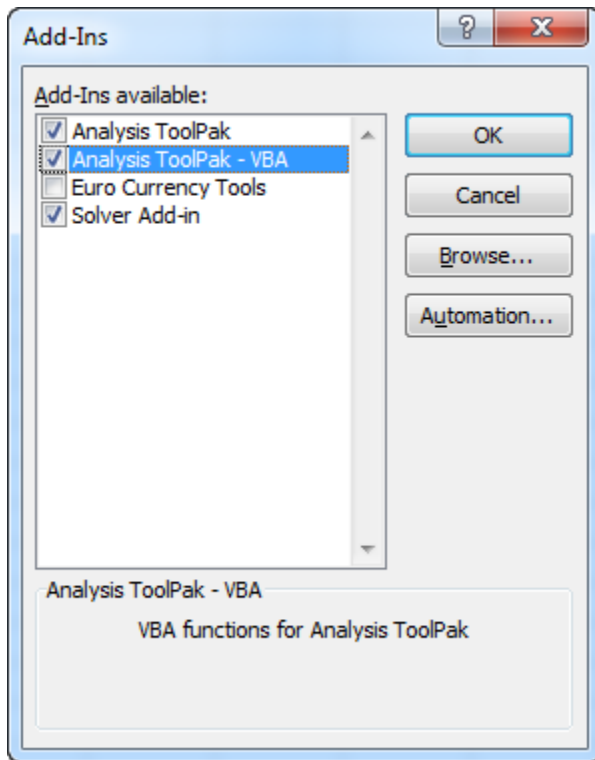 Add-Ins
?
Add-Ins available:
Analysis ToolPak
Analysis ToolPak - VBA
Euro Currency Tools
Solver Add-in
OK
Cancel
Browse...
Automation...
Analysis ToolPak - VBA
VBA functions for Analysis ToolPak